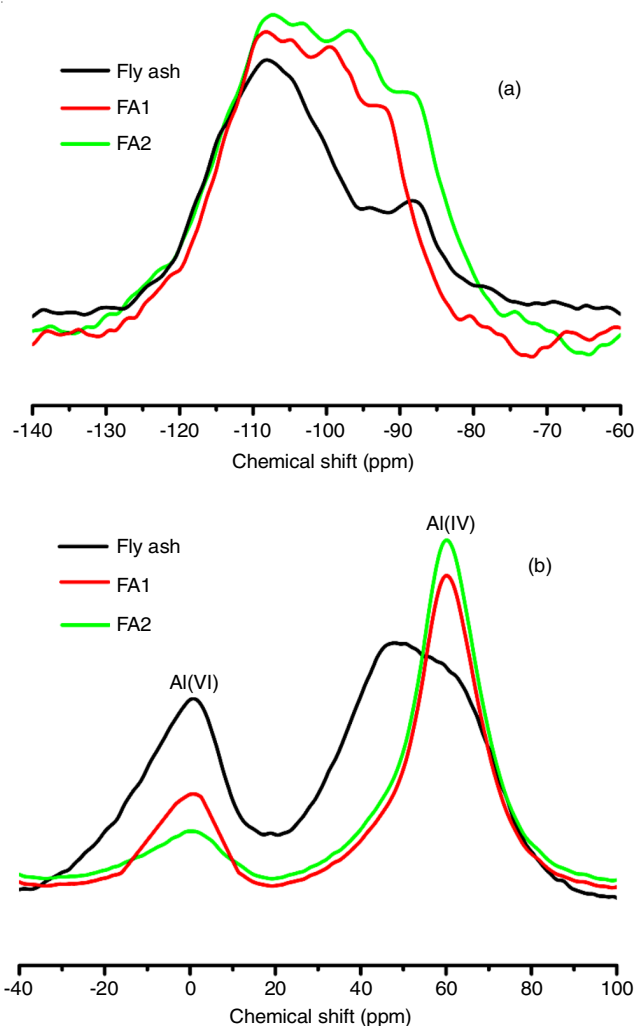 Fly ash
FA1
FA2
(a)
-140 -130 -120 -110 -100 -90 -80 -70 -60
Chemical shift (ppm)
Al(IV)
Fly ash
FA1
FA2
(b)
Al(VI)
-40 -20 0 20 40 60 80 100
Chemical shift (ppm)